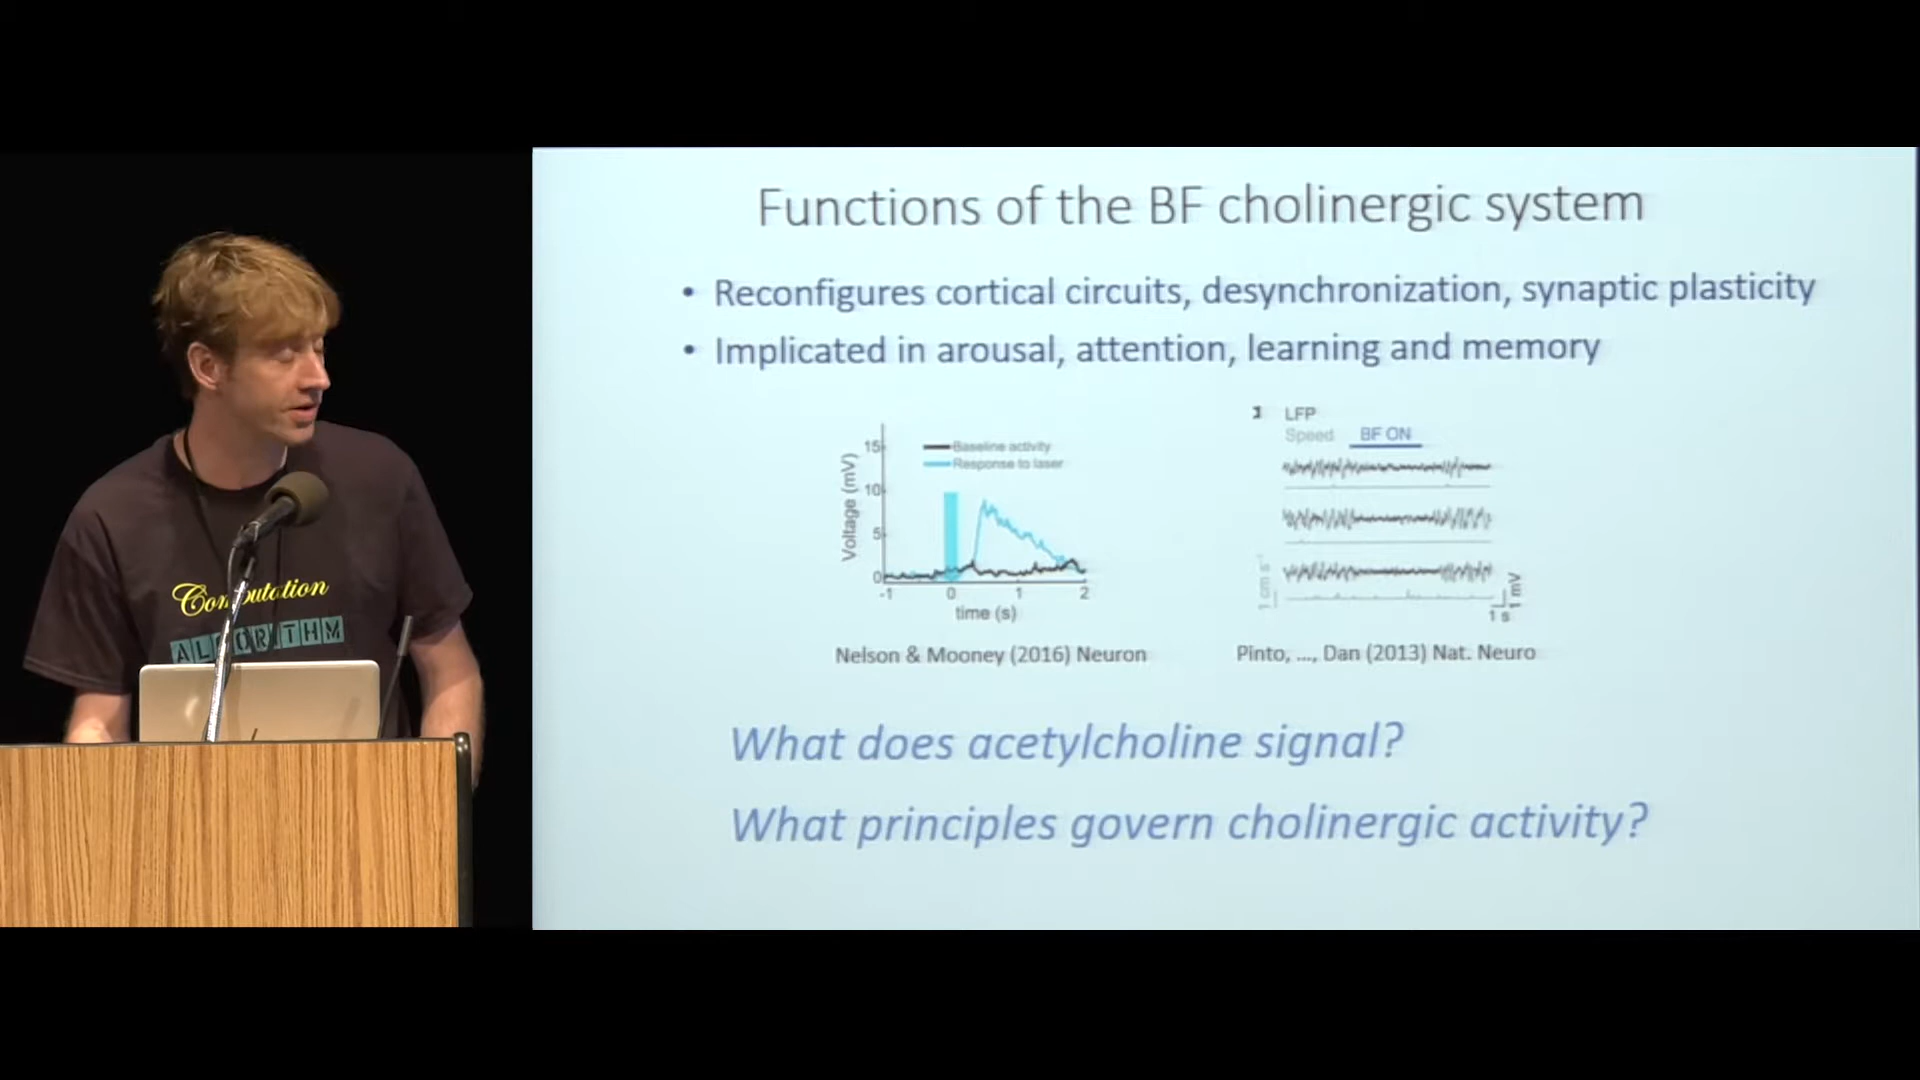 Functions of the BF cholinergic system
• Reconfigures cortical circuits, desynchronization, synaptic plasticity
• Implicated in arousal, attention, learning and memory
15
10
5
0
Voltage (mV)
Baseline activity
Response to laser
-1 0 1 2
time (s)
Nelson & Mooney (2016) Neuron
LFP
Speed
BF ON
1 cm s⁻¹
1 mV
1 s
Pinto, ..., Dan (2013) Nat. Neuro
What does acetylcholine signal?
What principles govern cholinergic activity?
Computation
ALGORITHM